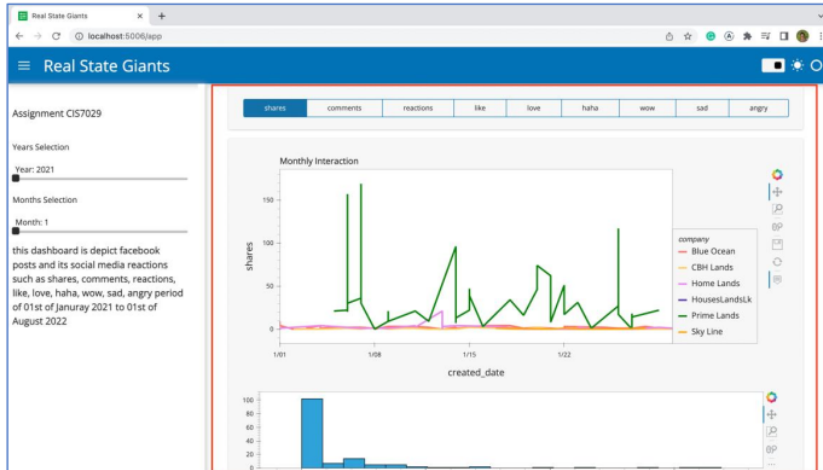 Real State Giants
localhost:5006/app
Real State Giants
Assignment CIS7029
Years Selection
Year: 2021
Months Selection
Month: 1
this dashboard is depict facebook
posts and its social media reactions
such as shares, comments, reactions,
like, love, haha, wow, sad, angry period
of 01st of Januray 2021 to 01st of
August 2022
shares comments reactions like love haha wow sad angry
Monthly Interaction
shares
150
100
50
0
1/01 1/08 1/15 1/22
created_date
company
Blue Ocean
CBH Lands
Home Lands
HousesLandsLk
Prime Lands
Sky Line
100
80
60
40
20
0